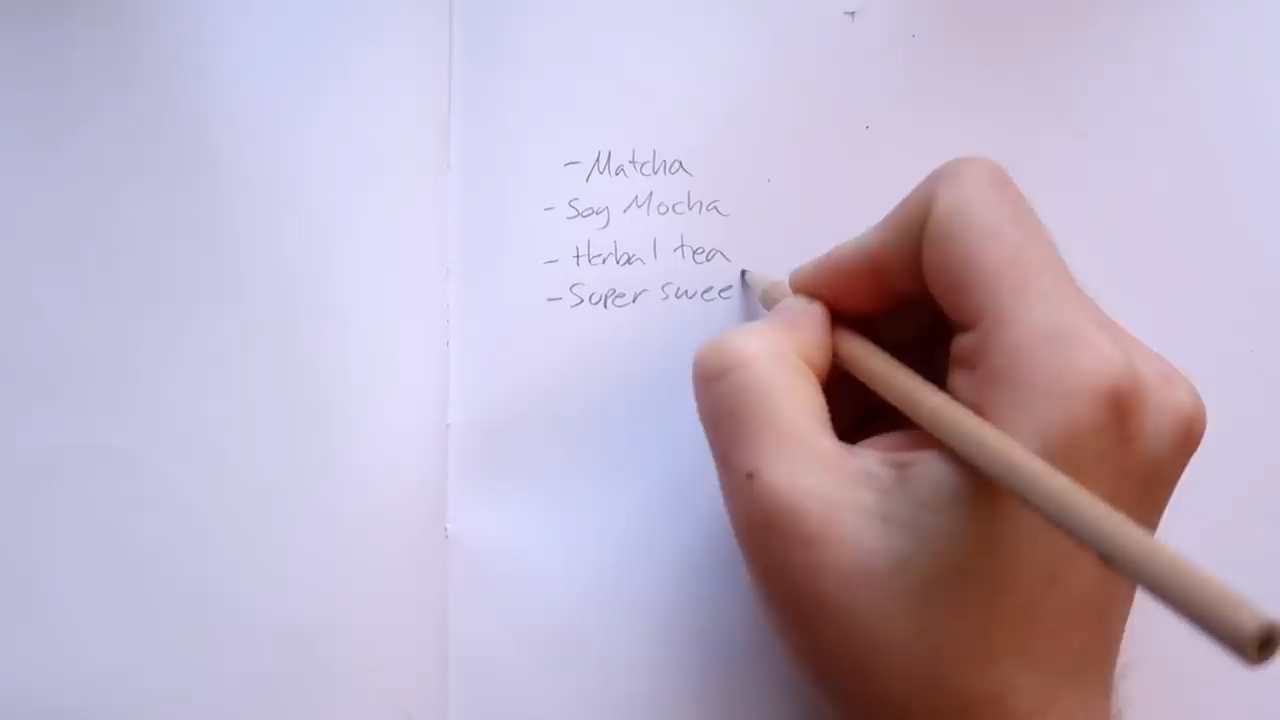 - Matcha
- Soy Mocha
- Herbal tea
- Super swee